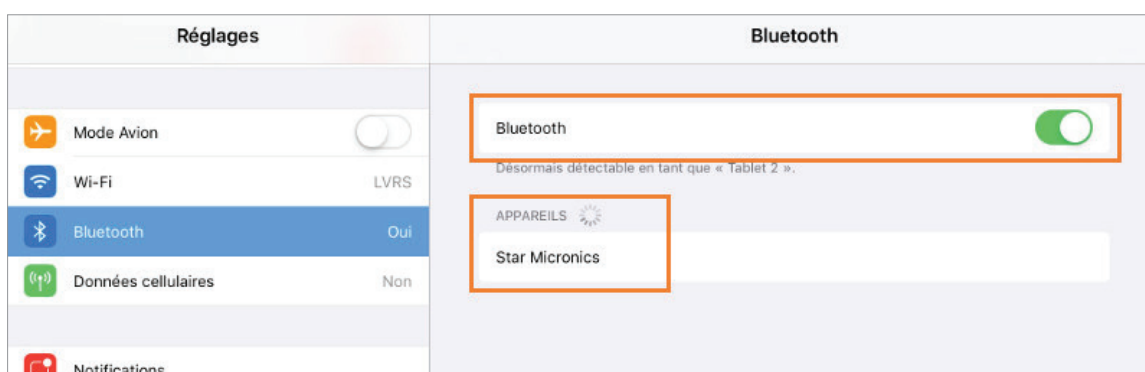 Réglages
Bluetooth
Mode Avion
Wi-Fi LVRS
Bluetooth Oui
Données cellulaires Non
Notifications
Bluetooth
Désormais détectable en tant que « Tablet 2 ».
APPAREILS
Star Micronics